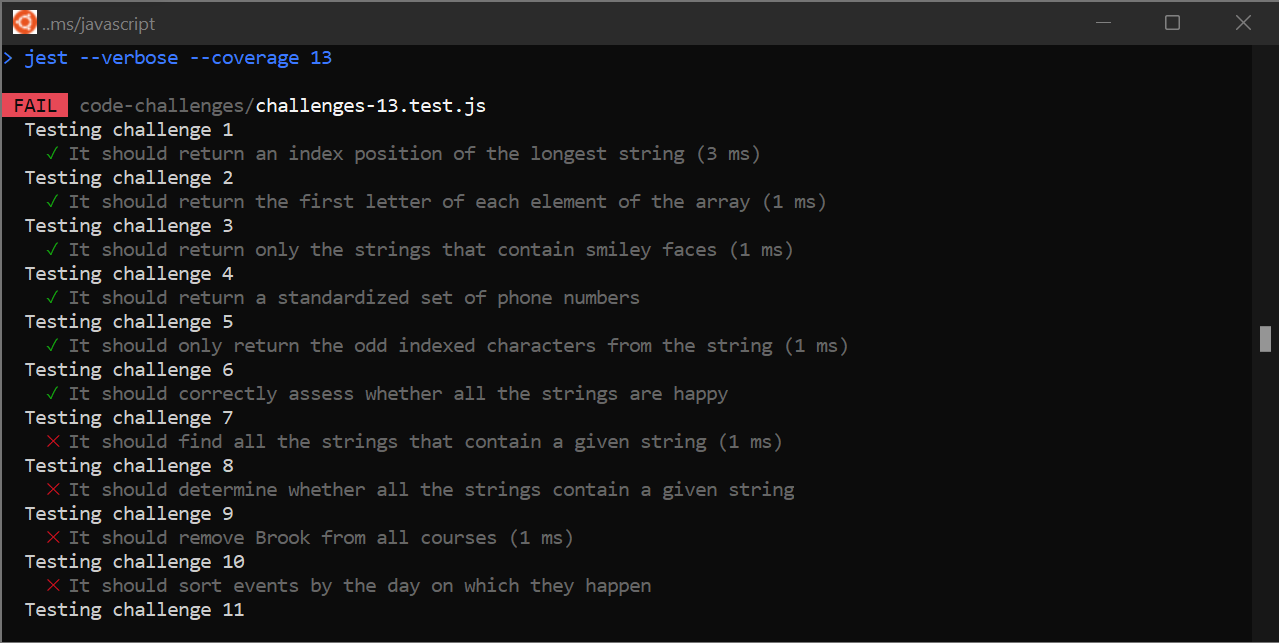 ..ms/javascript
> jest --verbose --coverage 13
FAIL code-challenges/challenges-13.test.js
Testing challenge 1
✓ It should return an index position of the longest string (3 ms)
Testing challenge 2
✓ It should return the first letter of each element of the array (1 ms)
Testing challenge 3
✓ It should return only the strings that contain smiley faces (1 ms)
Testing challenge 4
✓ It should return a standardized set of phone numbers
Testing challenge 5
✓ It should only return the odd indexed characters from the string (1 ms)
Testing challenge 6
✓ It should correctly assess whether all the strings are happy
Testing challenge 7
✕ It should find all the strings that contain a given string (1 ms)
Testing challenge 8
✕ It should determine whether all the strings contain a given string
Testing challenge 9
✕ It should remove Brook from all courses (1 ms)
Testing challenge 10
✕ It should sort events by the day on which they happen
Testing challenge 11